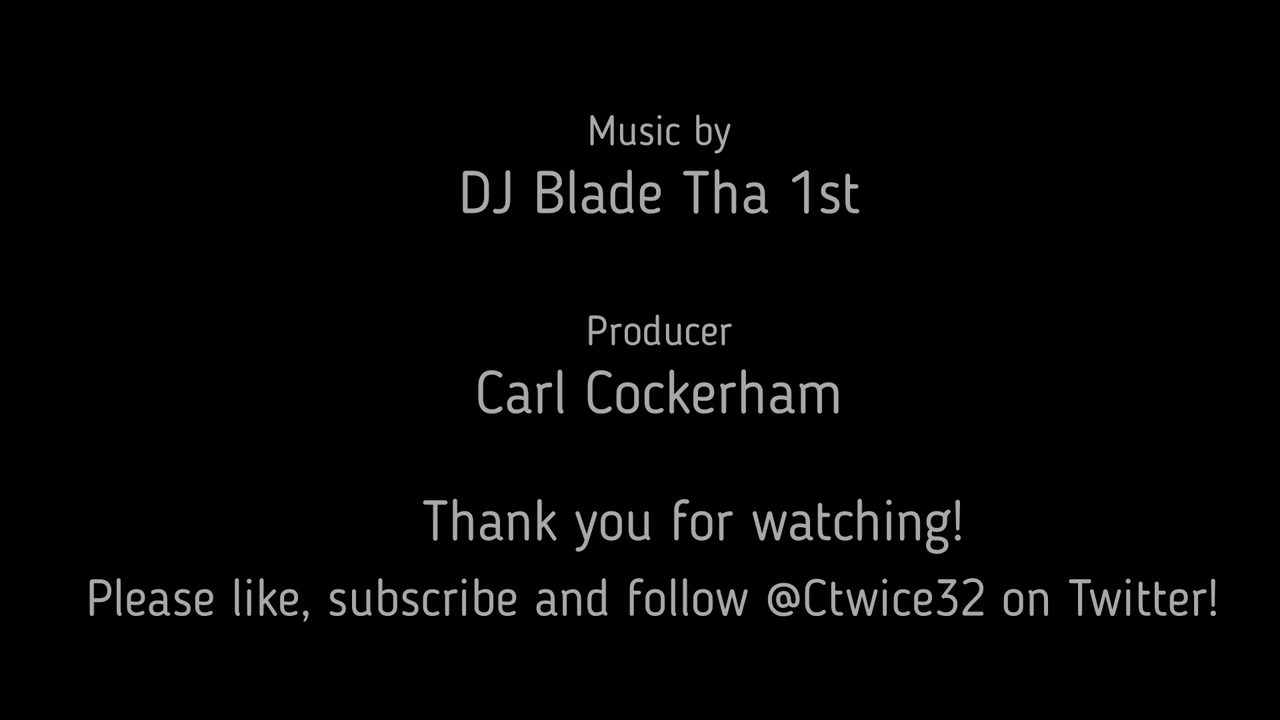 Music by
DJ Blade Tha 1st
Producer
Carl Cockerham
Thank you for watching!
Please like, subscribe and follow @Ctwice32 on Twitter!